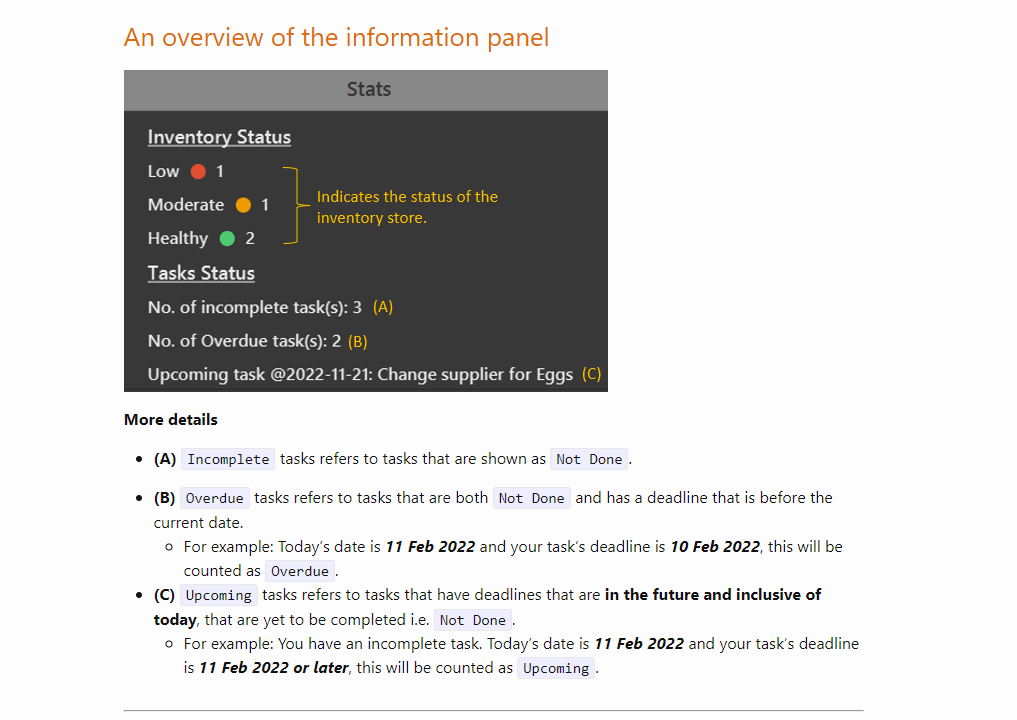 An overview of the information panel
Stats
Inventory Status
Low 1
Moderate 1
Healthy 2
Indicates the status of the
inventory store.
Tasks Status
No. of incomplete task(s): 3 (A)
No. of Overdue task(s): 2 (B)
Upcoming task @2022-11-21: Change supplier for Eggs (C)
More details
(A) Incomplete tasks refers to tasks that are shown as Not Done.
(B) Overdue tasks refers to tasks that are both Not Done and has a deadline that is before the
current date.
For example: Today's date is 11 Feb 2022 and your task's deadline is 10 Feb 2022, this will be
counted as Overdue.
(C) Upcoming tasks refers to tasks that have deadlines that are in the future and inclusive of
today, that are yet to be completed i.e. Not Done.
For example: You have an incomplete task. Today's date is 11 Feb 2022 and your task's deadline
is 11 Feb 2022 or later, this will be counted as Upcoming.